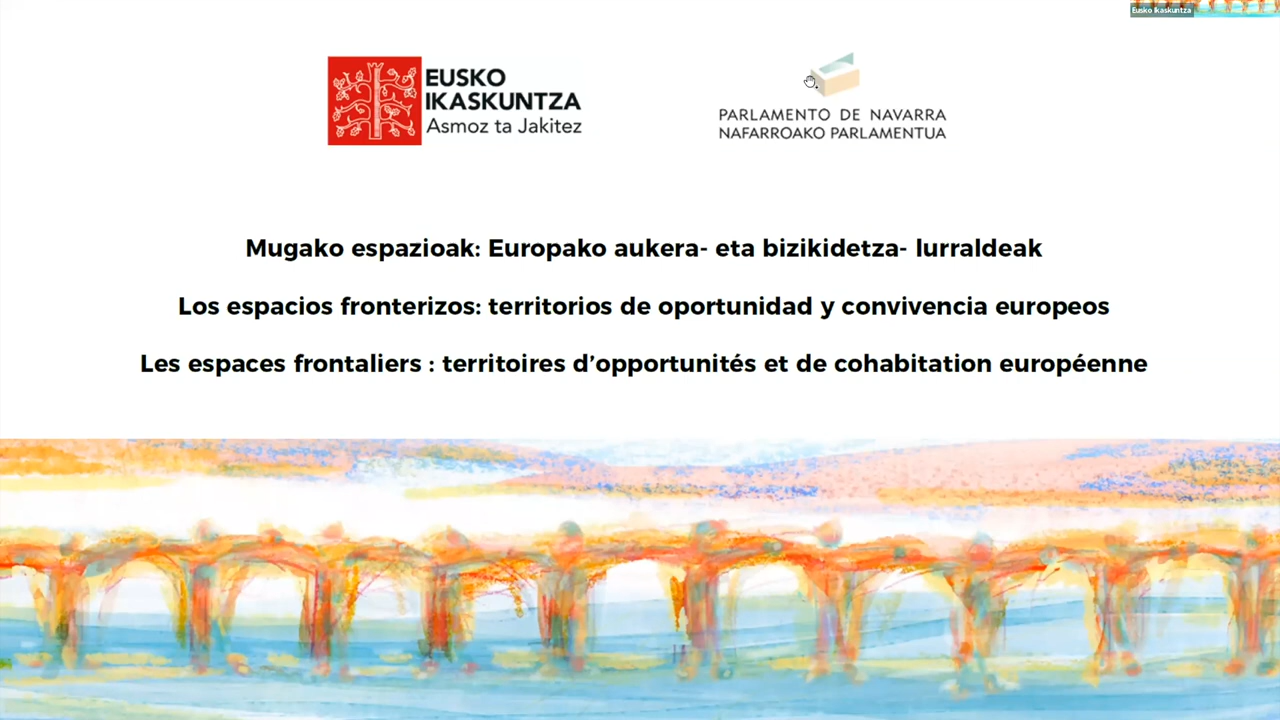 Eusko Ikaskuntza
EUSKO
IKASKUNTZA
Asmoz ta Jakitez
PARLAMENTO DE NAVARRA
NAFARROAKO PARLAMENTUA
Mugako espazioak: Europako aukera- eta bizikidetza- lurraldeak
Los espacios fronterizos: territorios de oportunidad y convivencia europeos
Les espaces frontaliers : territoires d’opportunités et de cohabitation européenne